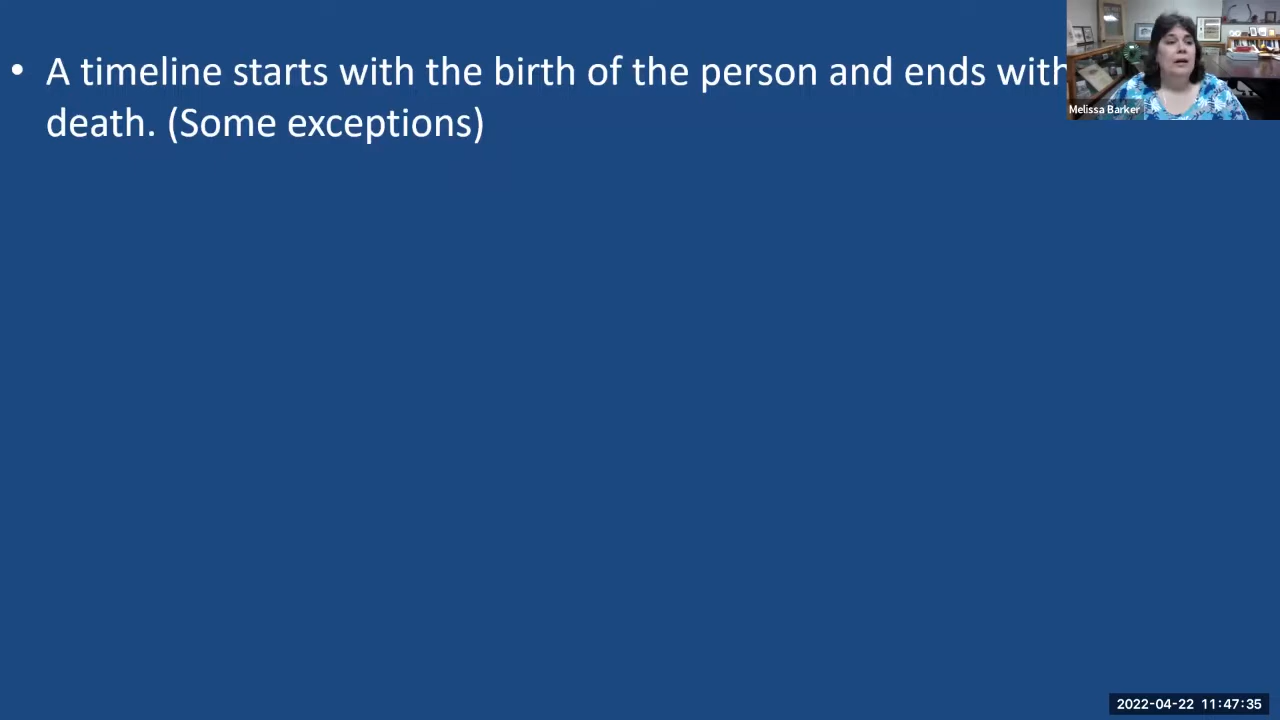 • A timeline starts with the birth of the person and ends with
death. (Some exceptions)
Melissa Barker
2022-04-22 11:47:35